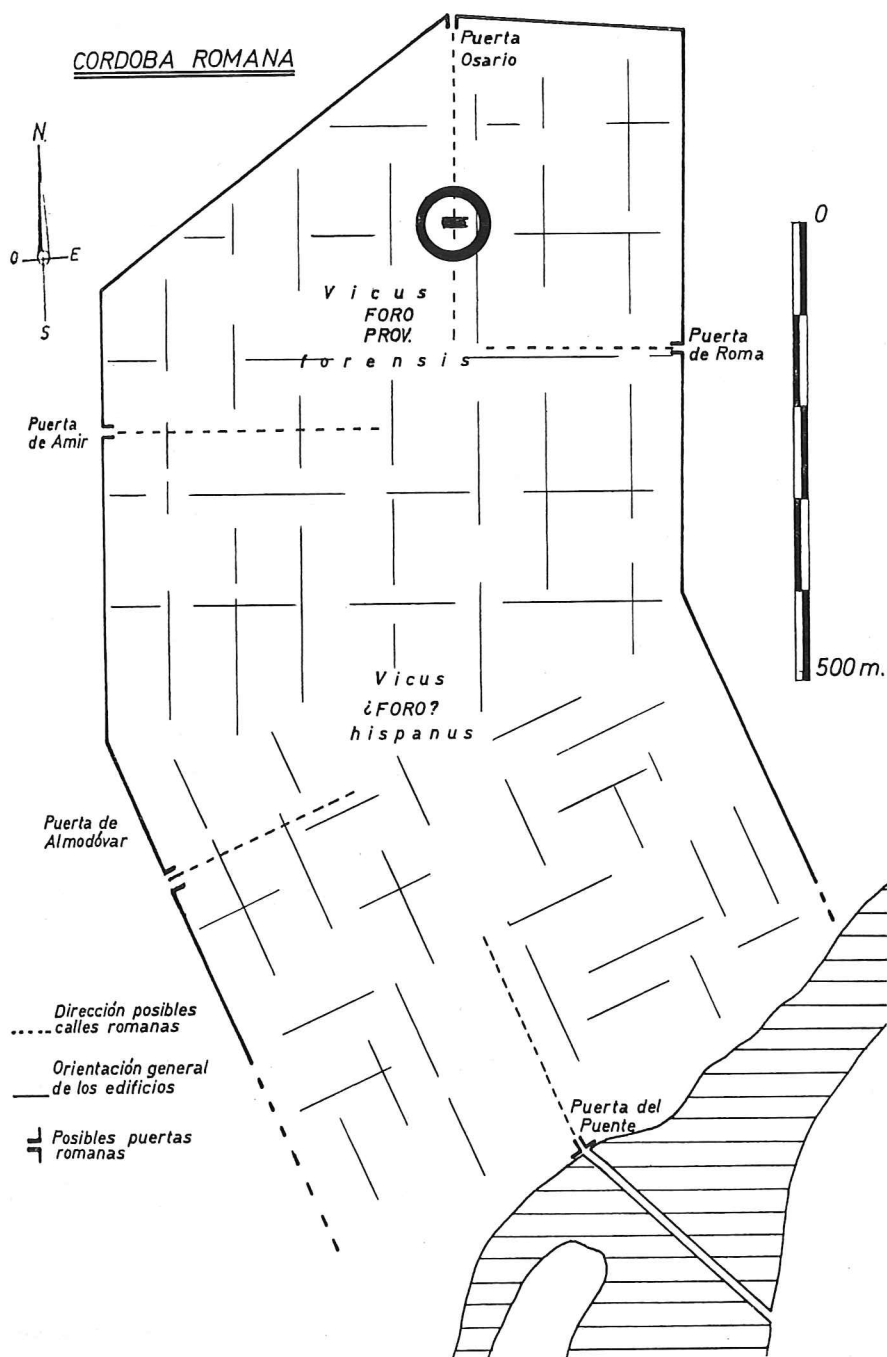 CORDOBA ROMANA
Puerta
Osario
N.
O
E
S
0
Vicus
FORO
PROV.
forensis
Puerta
de Roma
Puerta
de Amir
500 m.
Vicus
¿FORO?
hispanus
Puerta de
Almodóvar
Dirección posibles
calles romanas
Orientación general
de los edificios
Posibles puertas
romanas
Puerta del
Puente